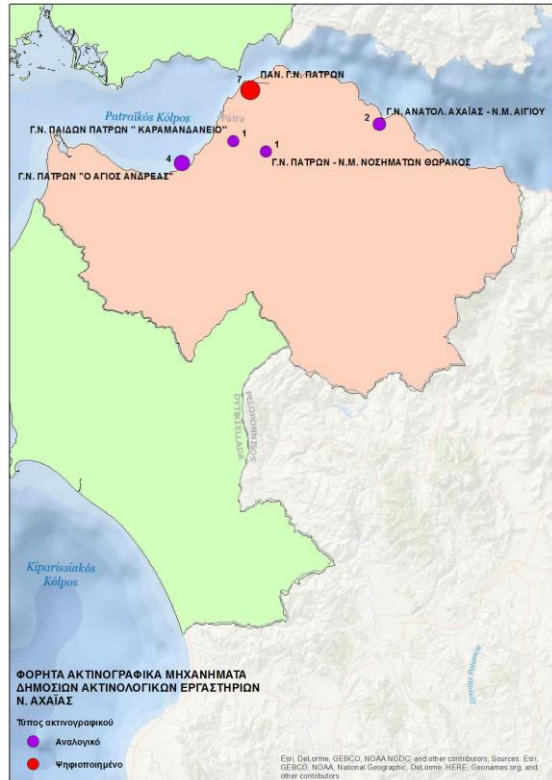 7
ΠΑΝ. Γ.Ν. ΠΑΤΡΩΝ
Patraïkós Kólpos
Pátra
2
Γ.Ν. ΑΝΑΤΟΛ. ΑΧΑΪΑΣ - Ν.Μ. ΑΙΓΙΟΥ
Γ.Ν. ΠΑΙΔΩΝ ΠΑΤΡΩΝ " ΚΑΡΑΜΑΝΔΑΝΕΙΟ"
1
1
Γ.Ν. ΠΑΤΡΩΝ - Ν.Μ. ΝΟΣΗΜΑΤΩΝ ΘΩΡΑΚΟΣ
4
Γ.Ν. ΠΑΤΡΩΝ "Ο ΑΓΙΟΣ ΑΝΔΡΕΑΣ"
PELOPONNISOS
DYTIKI ELLADA
Kiparissiakós
Kólpos
ΦΟΡΗΤΑ ΑΚΤΙΝΟΓΡΑΦΙΚΑ ΜΗΧΑΝΗΜΑΤΑ
ΔΗΜΟΣΙΩΝ ΑΚΤΙΝΟΛΟΓΙΚΩΝ ΕΡΓΑΣΤΗΡΙΩΝ
Ν. ΑΧΑΪΑΣ
Τύπος ακτινογραφικού
Αναλογικό
Ψηφιοποιημένο
Esri, DeLorme, GEBCO, NOAA NGDC, and other contributors, Sources: Esri,
GEBCO, NOAA, National Geographic, DeLorme, HERE, Geonames.org, and
other contributors